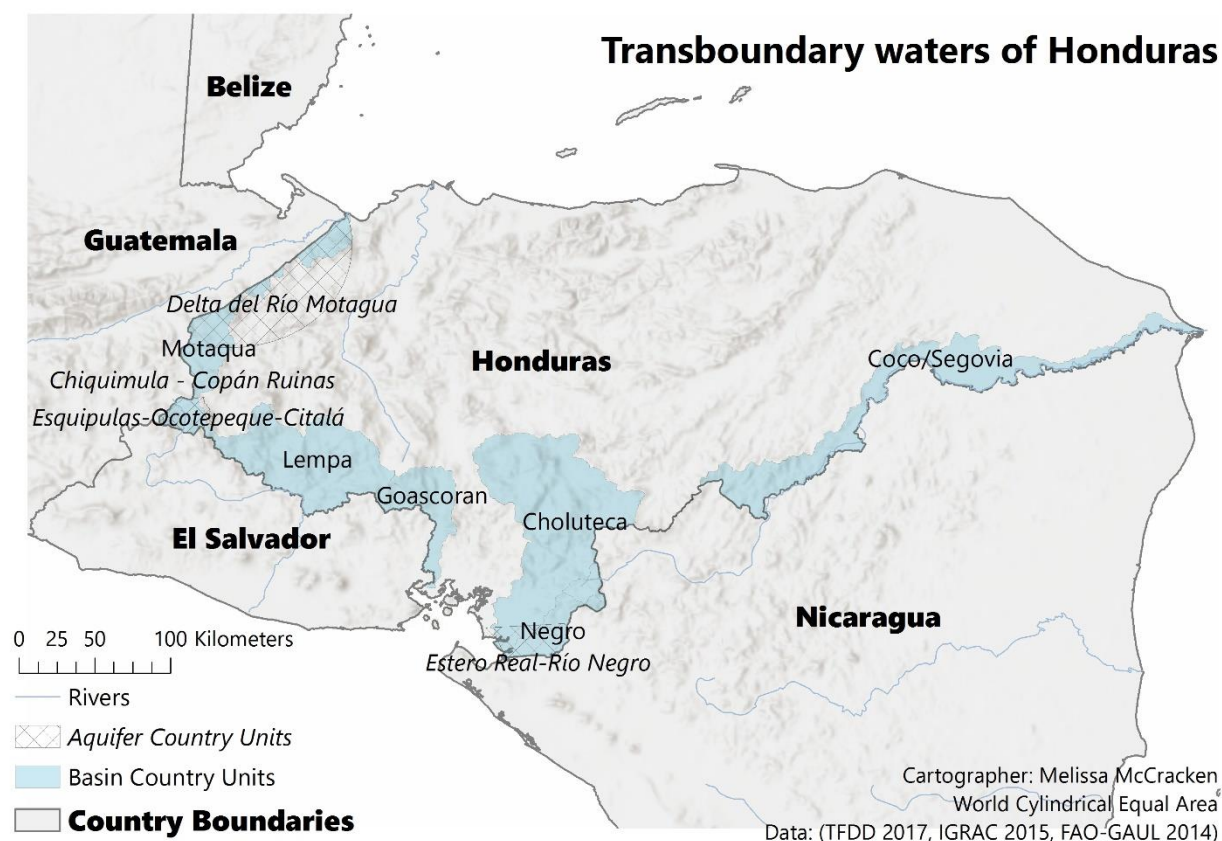 Transboundary waters of Honduras
Belize
Guatemala
Delta del Río Motagua
Motaqua
Honduras
Coco/Segovia
Chiquimula - Copán Ruinas
Esquipulas-Ocotepeque-Citalá
Lempa
Goascoran
Choluteca
El Salvador
Nicaragua
Negro
Estero Real-Río Negro
0 25 50 100 Kilometers
Rivers
Aquifer Country Units
Basin Country Units
Country Boundaries
Cartographer: Melissa McCracken
World Cylindrical Equal Area
Data: (TFDD 2017, IGRAC 2015, FAO-GAUL 2014)